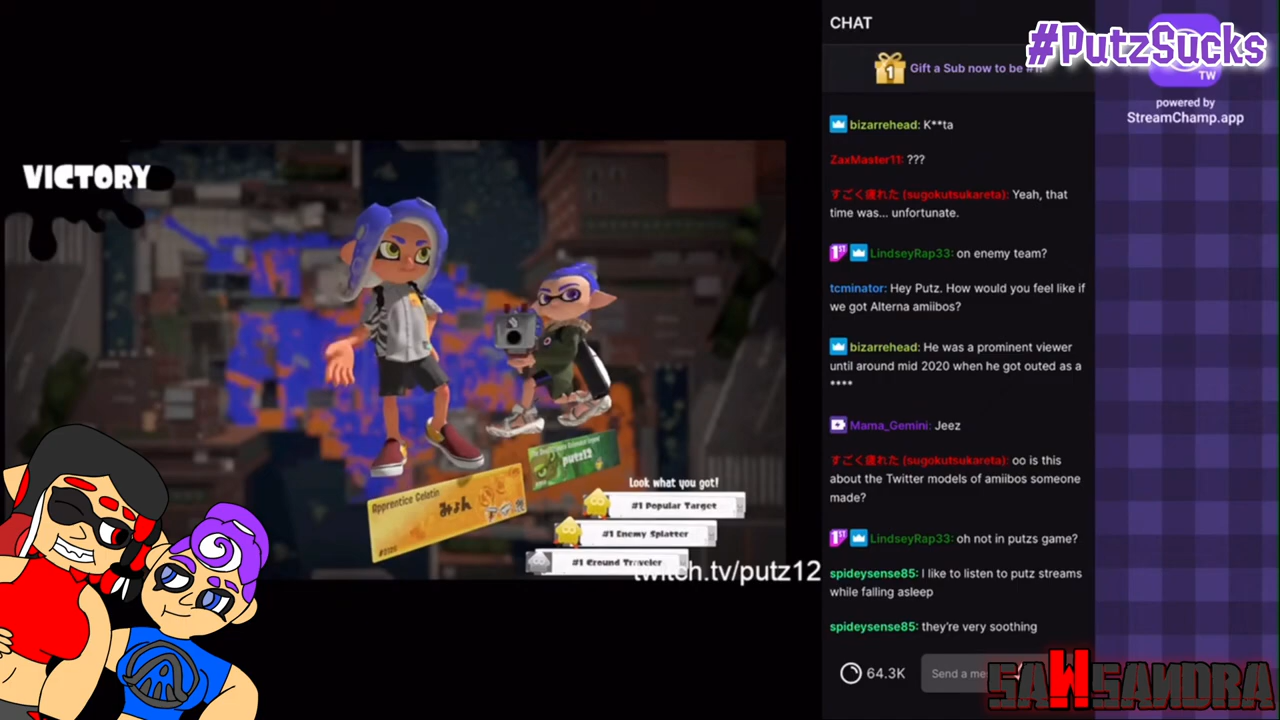 CHAT
#PutzSucks
Gift a Sub now to be #1!
TW
powered by
StreamChamp.app
bizarrehead: K**ta
ZaxMaster11: ???
すごく疲れた (sugokutsukareta): Yeah, that
time was... unfortunate.
1ST LindseyRap33: on enemy team?
tcminator: Hey Putz. How would you feel like if
we got Alterna amiibos?
bizarrehead: He was a prominent viewer
until around mid 2020 when he got outed as a
****
Mama_Gemini: Jeez
すごく疲れた (sugokutsukareta): oo is this
about the Twitter models of amiibos someone
made?
1ST LindseyRap33: oh not in putzs game?
spideysense85: I like to listen to putz streams
while falling asleep
spideysense85: they're very soothing
64.3K
Send a me
SAWSANDRA
VICTORY
putz12
Apprentice Gelatin
みょん
Look what you got!
#1 Popular Target
#1 Enemy Splatter
#1 Ground Traveler
twitch.tv/putz12